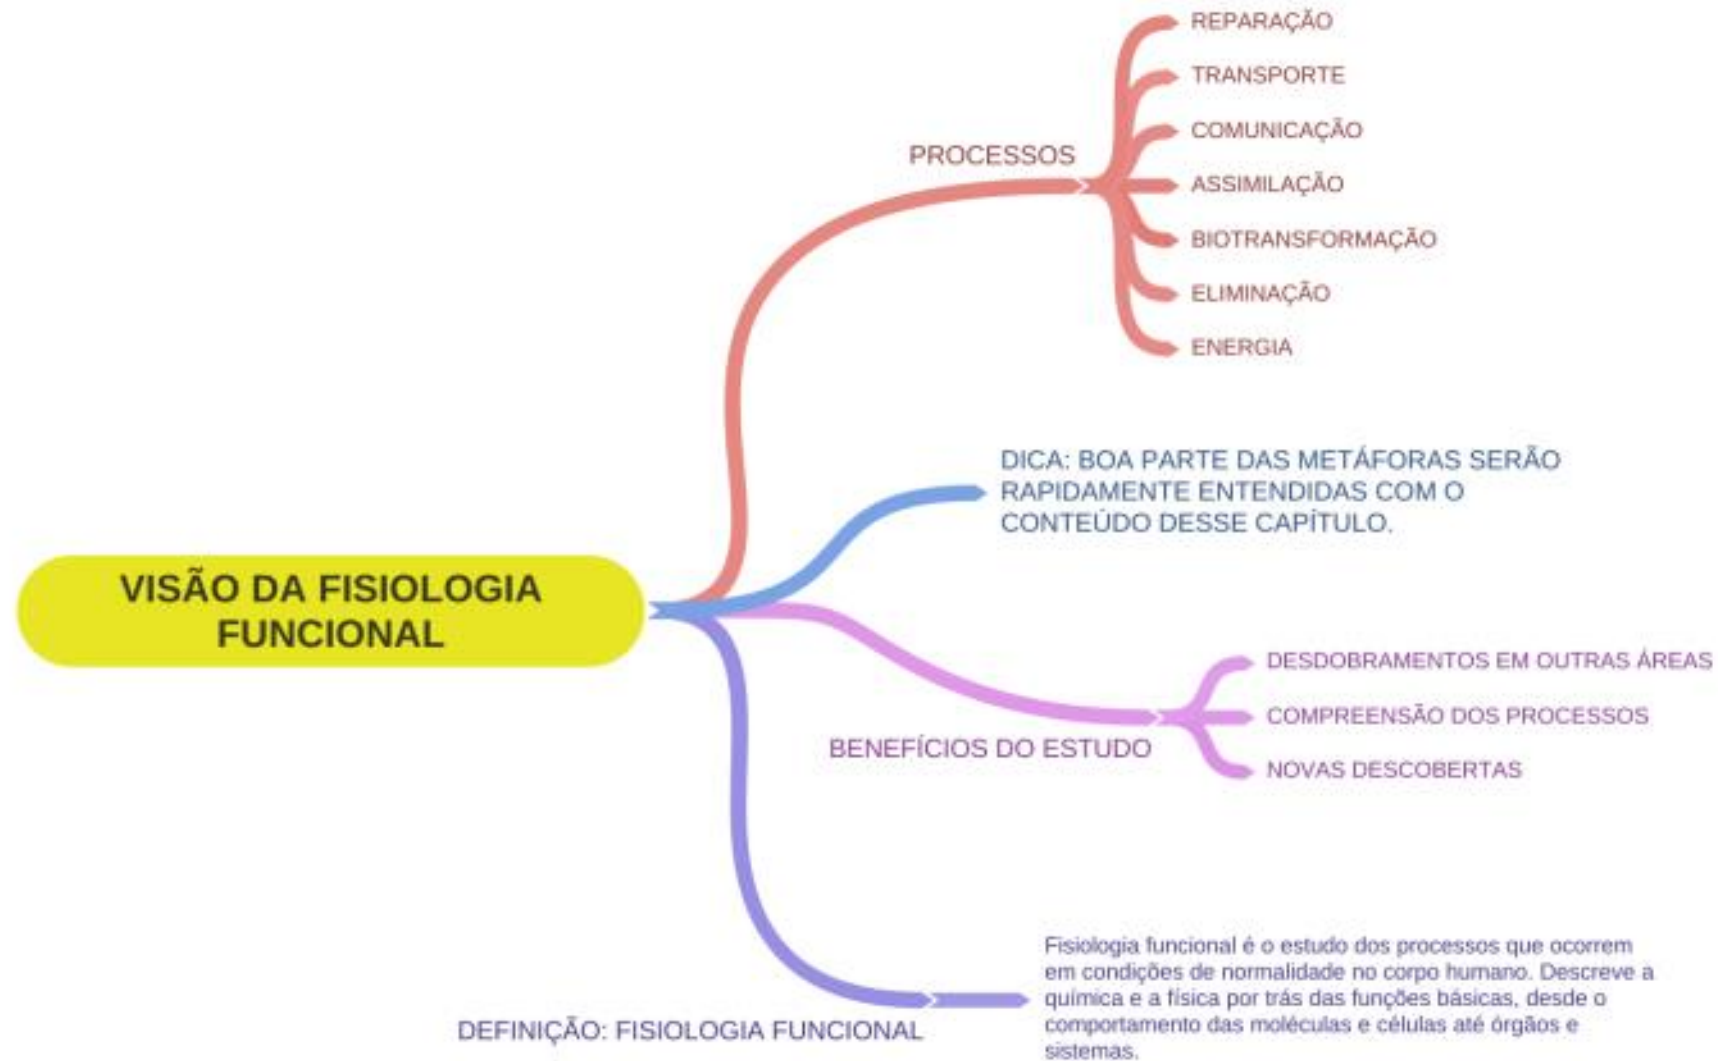 REPARAÇÃO
TRANSPORTE
COMUNICAÇÃO
PROCESSOS
ASSIMILAÇÃO
BIOTRANSFORMAÇÃO
ELIMINAÇÃO
ENERGIA
DICA: BOA PARTE DAS METÁFORAS SERÃO
RAPIDAMENTE ENTENDIDAS COM O
CONTEÚDO DESSE CAPÍTULO.
VISÃO DA FISIOLOGIA
FUNCIONAL
DESDOBRAMENTOS EM OUTRAS ÁREAS
COMPREENSÃO DOS PROCESSOS
BENEFÍCIOS DO ESTUDO
NOVAS DESCOBERTAS
Fisiologia funcional é o estudo dos processos que ocorrem
em condições de normalidade no corpo humano. Descreve a
química e a física por trás das funções básicas, desde o
comportamento das moléculas e células até órgãos e
sistemas.
DEFINIÇÃO: FISIOLOGIA FUNCIONAL